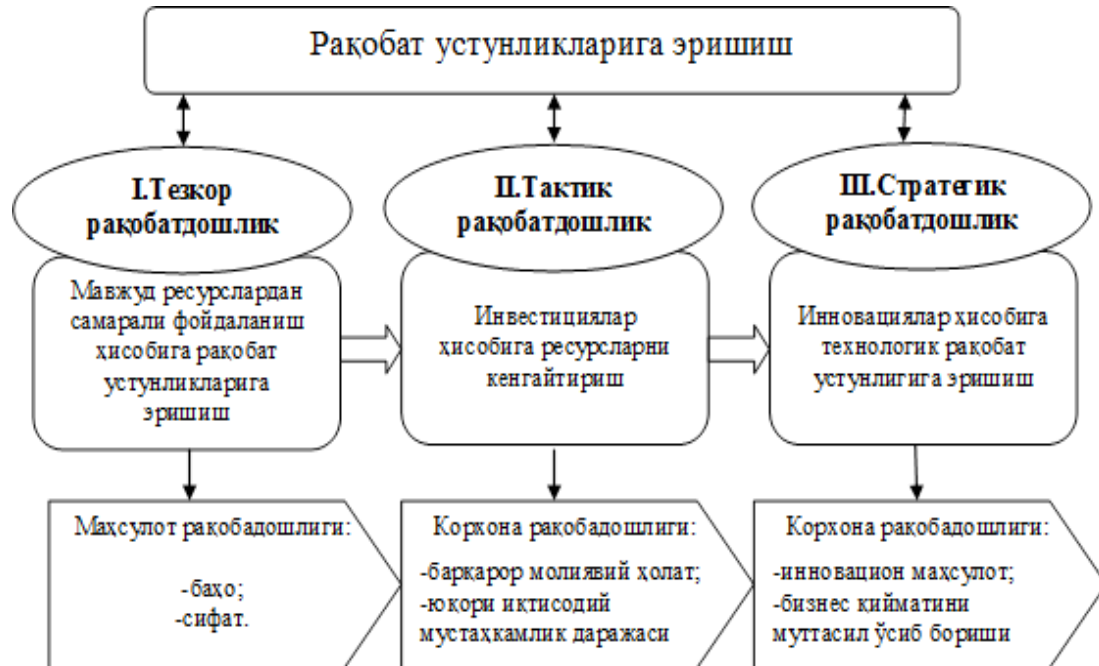 Рақобат устунликларига эришиш
I.Тезкор
рақобатдошлик
II.Тактик
рақобатдошлик
III.Стратегик
рақобатдошлик
Мавжуд ресурслардан
самарали фойдаланиш
ҳисобига рақобат
устунликларига
эришиш
Инвестициялар
ҳисобига ресурсларни
кенгайтириш
Инновациялар ҳисобига
технологик рақобат
устунлигига эришиш
Маҳсулот рақобадошлиги:
-баҳо;
-сифат.
Корхона рақобадошлиги:
-барқарор молиявий ҳолат;
-юқори иқтисодий
мустаҳкамлик даражаси
Корхона рақобадошлиги:
-инновацион маҳсулот;
-бизнес қийматини
муттасил ўсиб бориши